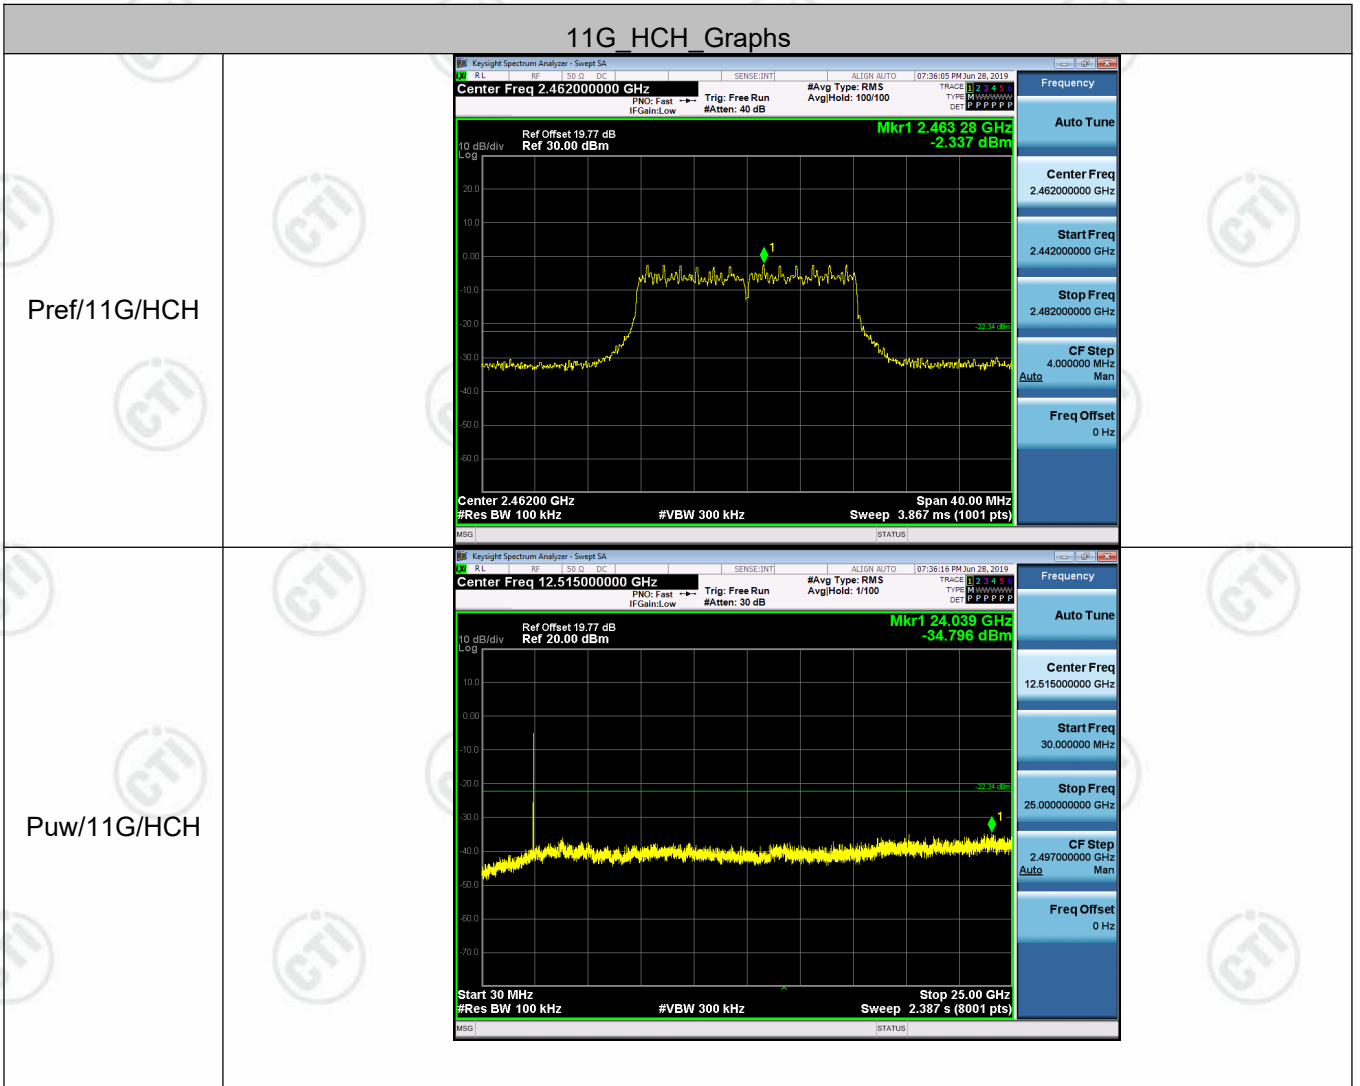 11G_HCH_Graphs
Pref/11G/HCH
Keysight Spectrum Analyzer - Swept SA
RL RF 50 Ω DC SENSE:INT ALIGN AUTO 07:36:05 PM Jun 28, 2019
Center Freq 2.462000000 GHz
PNO: Fast
IFGain:Low
Trig: Free Run
#Atten: 40 dB
#Avg Type: RMS
Avg|Hold: 100/100
TRACE 1 2 3 4 5 6
TYPE M WWWWW
DET P P P P P P
Mkr1 2.463 28 GHz
-2.337 dBm
Ref Offset 19.77 dB
10 dB/div Ref 30.00 dBm
Log
20.0
10.0
0.00
-10.0
-20.0
-30.0
-40.0
-50.0
-60.0
1
-22.34 dBm
Center 2.46200 GHz Span 40.00 MHz
#Res BW 100 kHz #VBW 300 kHz Sweep 3.867 ms (1001 pts)
MSG STATUS
Frequency
Auto Tune
Center Freq
2.462000000 GHz
Start Freq
2.442000000 GHz
Stop Freq
2.482000000 GHz
CF Step
4.000000 MHz
Auto Man
Freq Offset
0 Hz
Puw/11G/HCH
Keysight Spectrum Analyzer - Swept SA
RL RF 50 Ω DC SENSE:INT ALIGN AUTO 07:36:16 PM Jun 28, 2019
Center Freq 12.515000000 GHz
PNO: Fast
IFGain:Low
Trig: Free Run
#Atten: 30 dB
#Avg Type: RMS
Avg|Hold: 1/100
TRACE 1 2 3 4 5 6
TYPE M WWWWW
DET P P P P P P
Mkr1 24.039 GHz
-34.796 dBm
Ref Offset 19.77 dB
10 dB/div Ref 20.00 dBm
Log
10.0
0.00
-10.0
-20.0
-30.0
-40.0
-50.0
-60.0
-70.0
-22.34 dBm
1
Start 30 MHz Stop 25.00 GHz
#Res BW 100 kHz #VBW 300 kHz Sweep 2.387 s (8001 pts)
MSG STATUS
Frequency
Auto Tune
Center Freq
12.515000000 GHz
Start Freq
30.000000 MHz
Stop Freq
25.000000000 GHz
CF Step
2.497000000 GHz
Auto Man
Freq Offset
0 Hz
CTI
CTI
CTI
CTI
CTI
CTI
CTI
CTI
CTI
CTI